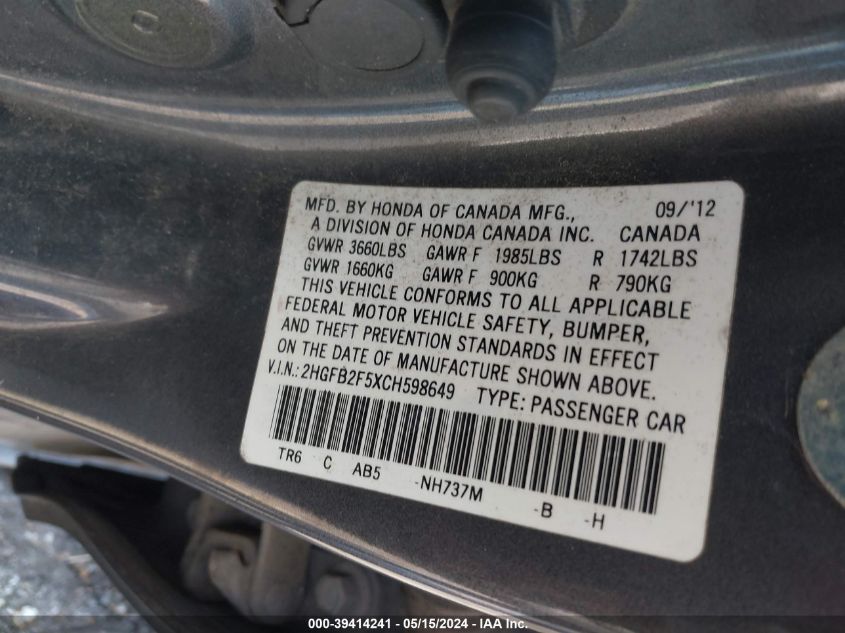 MFD. BY HONDA OF CANADA MFG., 09/'12
A DIVISION OF HONDA CANADA INC. CANADA
GVWR 3660LBS GAWR F 1985LBS R 1742LBS
GVWR 1660KG GAWR F 900KG R 790KG
THIS VEHICLE CONFORMS TO ALL APPLICABLE
FEDERAL MOTOR VEHICLE SAFETY, BUMPER,
AND THEFT PREVENTION STANDARDS IN EFFECT
ON THE DATE OF MANUFACTURE SHOWN ABOVE.
V.I.N.: 2HGFB2F5XCH598649 TYPE: PASSENGER CAR
TR6 C AB5 -NH737M -B -H
000-39414241 - 05/15/2024 - IAA Inc.